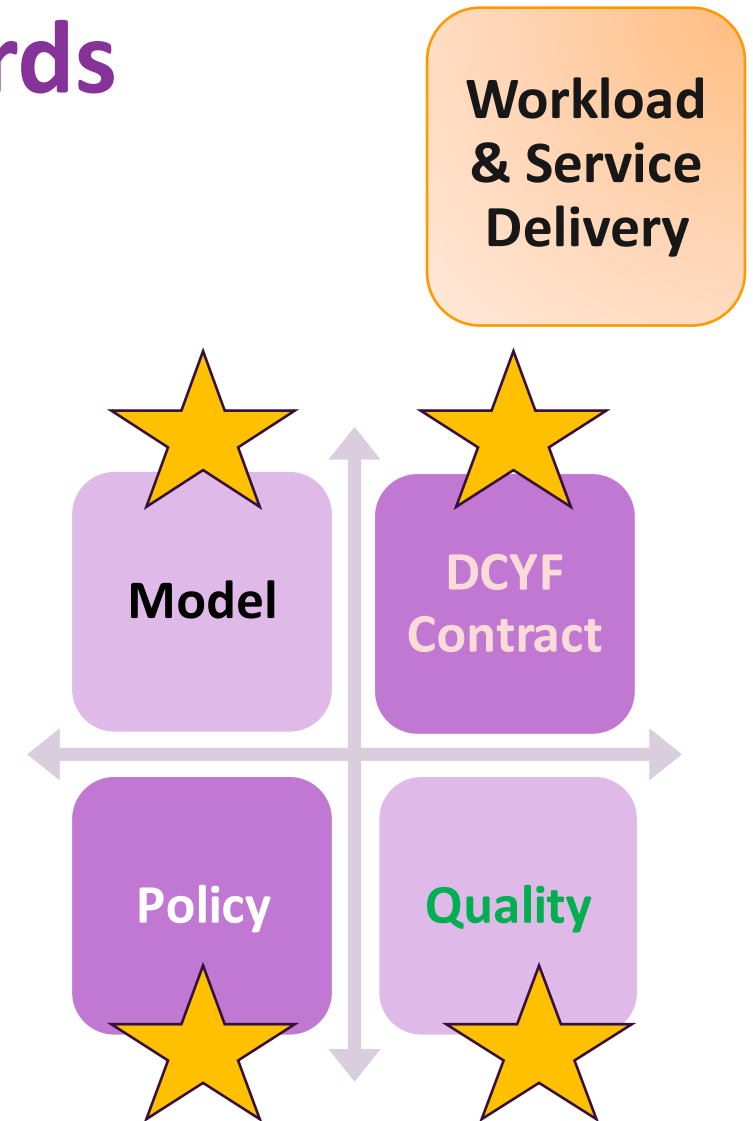 rds
Workload
& Service
Delivery
Model
DCYF
Contract
Policy
Quality